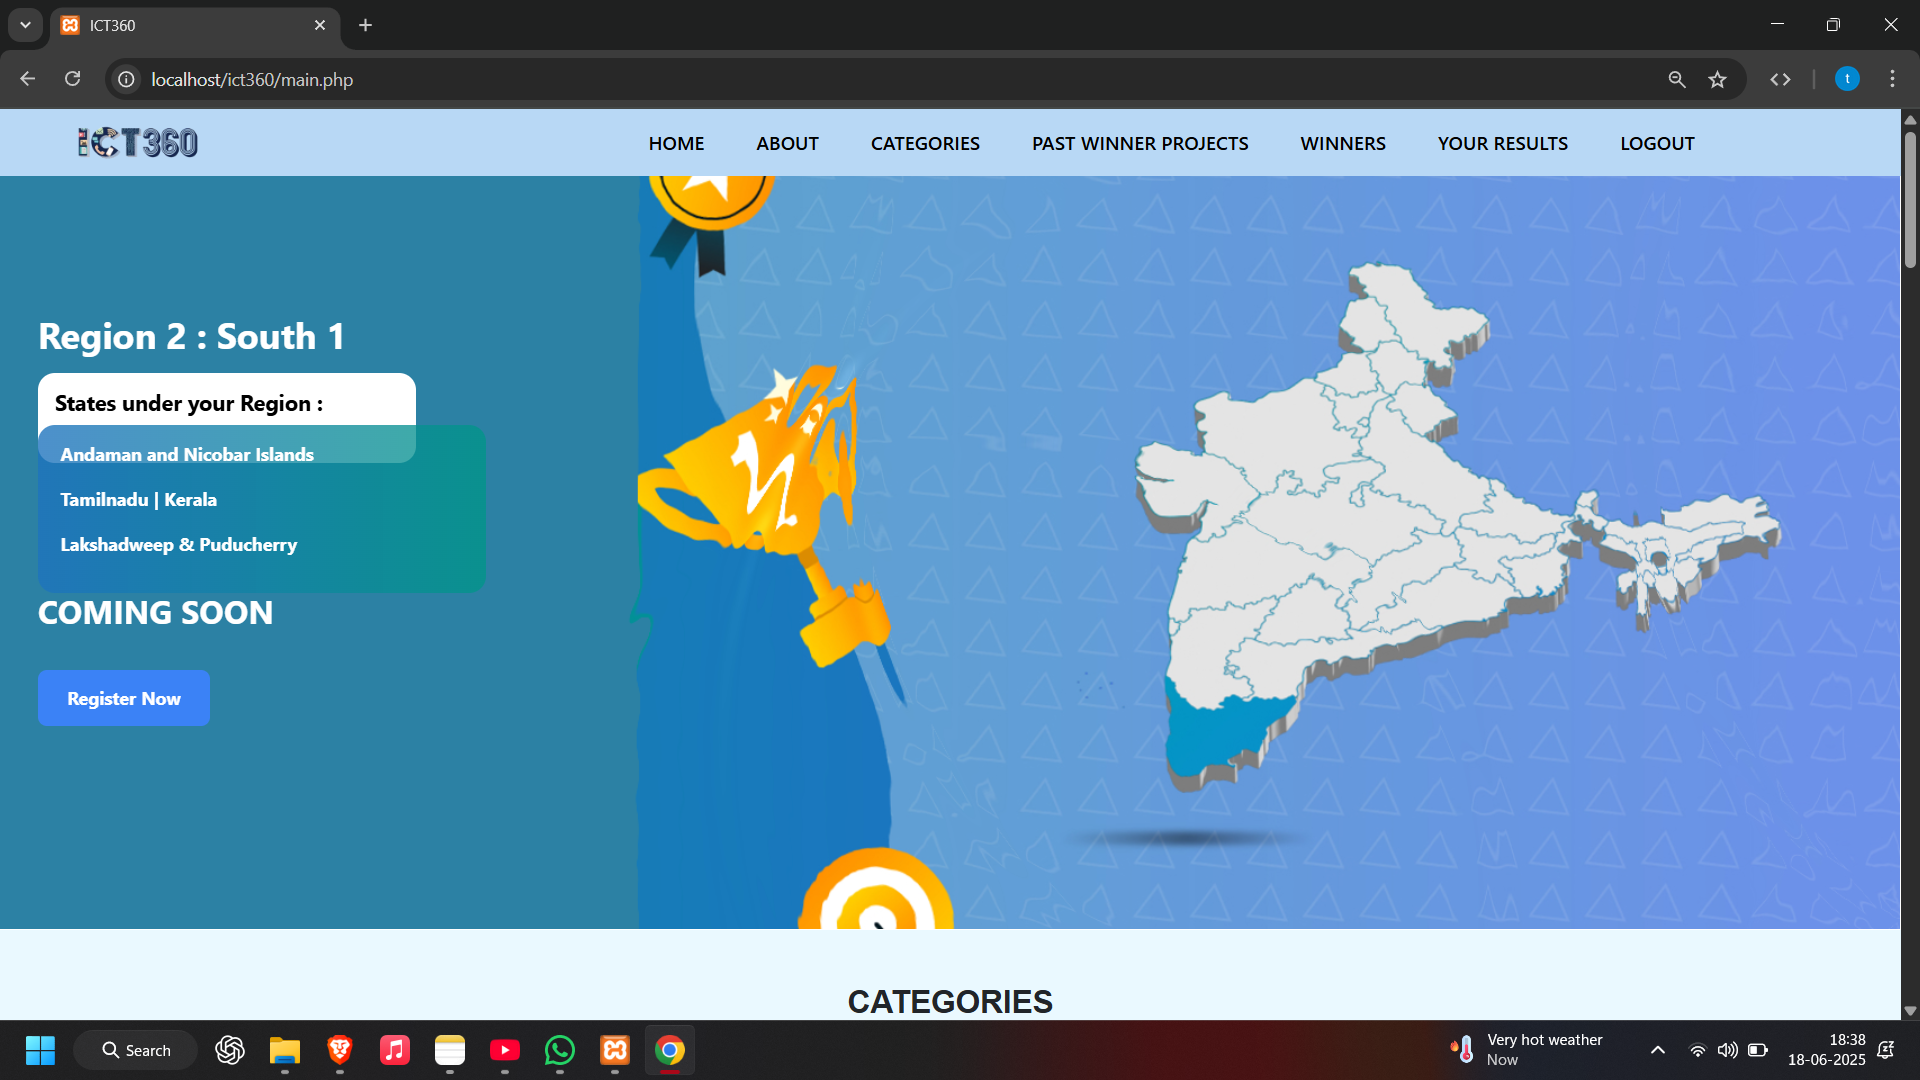 ICT360
localhost/ict360/main.php
t
ICT360
HOME
ABOUT
CATEGORIES
PAST WINNER PROJECTS
WINNERS
YOUR RESULTS
LOGOUT
Region 2 : South 1
States under your Region :
Andaman and Nicobar Islands
Tamilnadu | Kerala
Lakshadweep & Puducherry
COMING SOON
Register Now
CATEGORIES
Search
Very hot weather
Now
18:38
18-06-2025